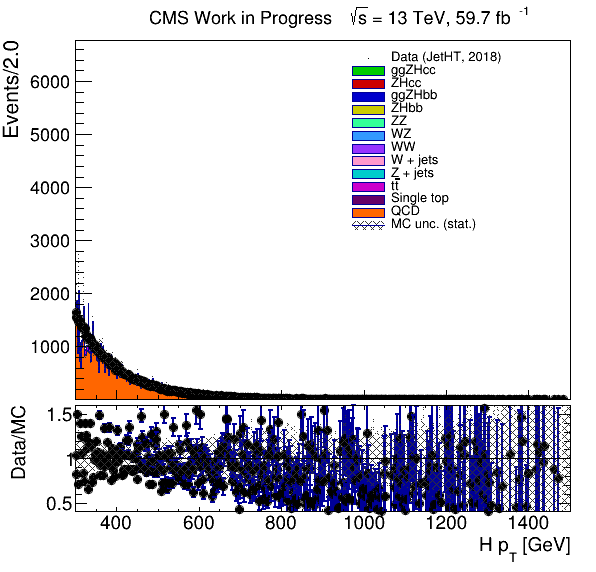 CMS Work in Progress √s = 13 TeV, 59.7 fb⁻¹
Events/2.0
6000
5000
4000
3000
2000
1000
Data (JetHT, 2018)
ggZHcc
ZHcc
ggZHbb
ZHbb
ZZ
WZ
WW
W + jets
Z + jets
tt̅
Single top
QCD
MC unc. (stat.)
Data/MC
1.5
1
0.5
400 600 800 1000 1200 1400
H p_T [GeV]